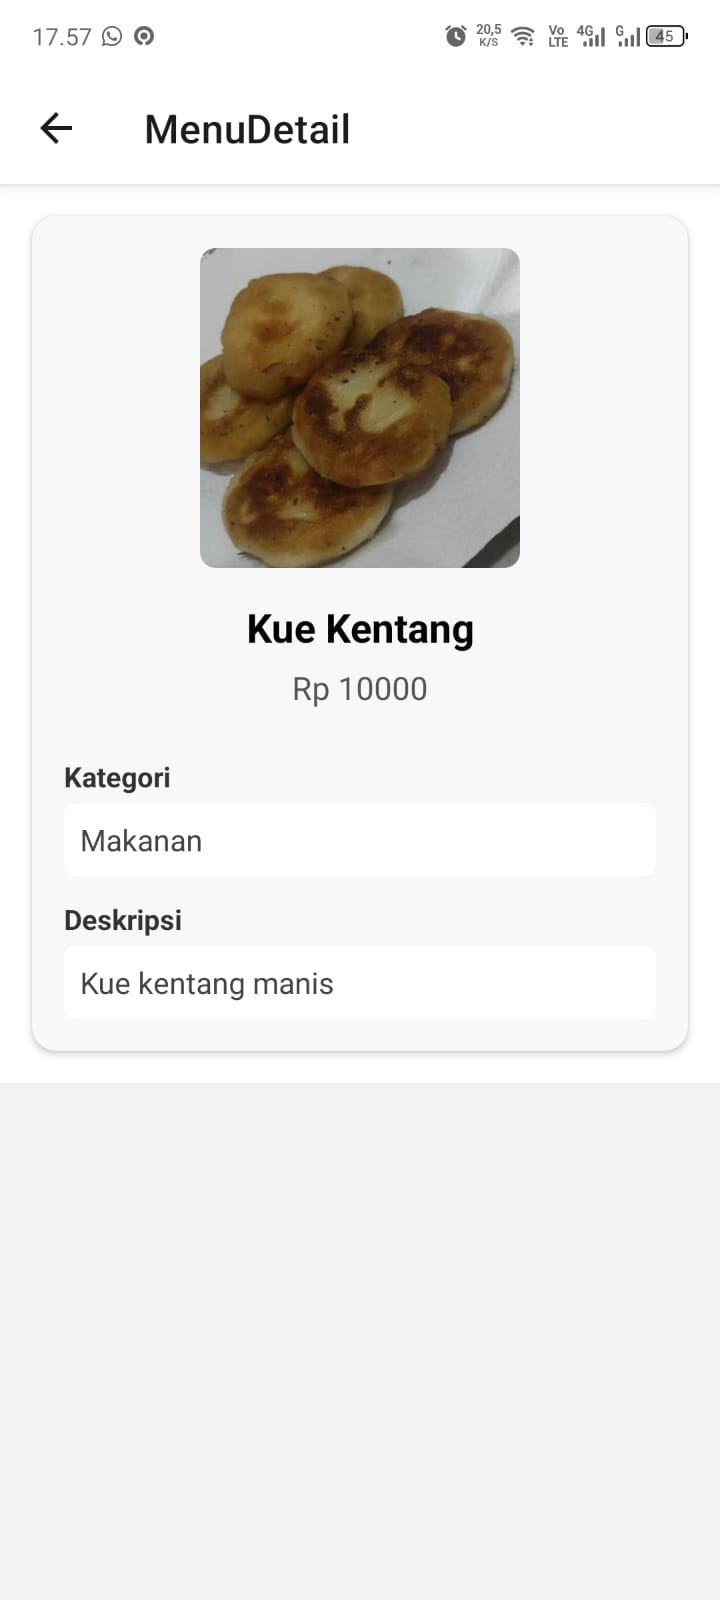 17.57
20,5
K/S
Vo
LTE
4G
G
45
MenuDetail
Kue Kentang
Rp 10000
Kategori
Makanan
Deskripsi
Kue kentang manis